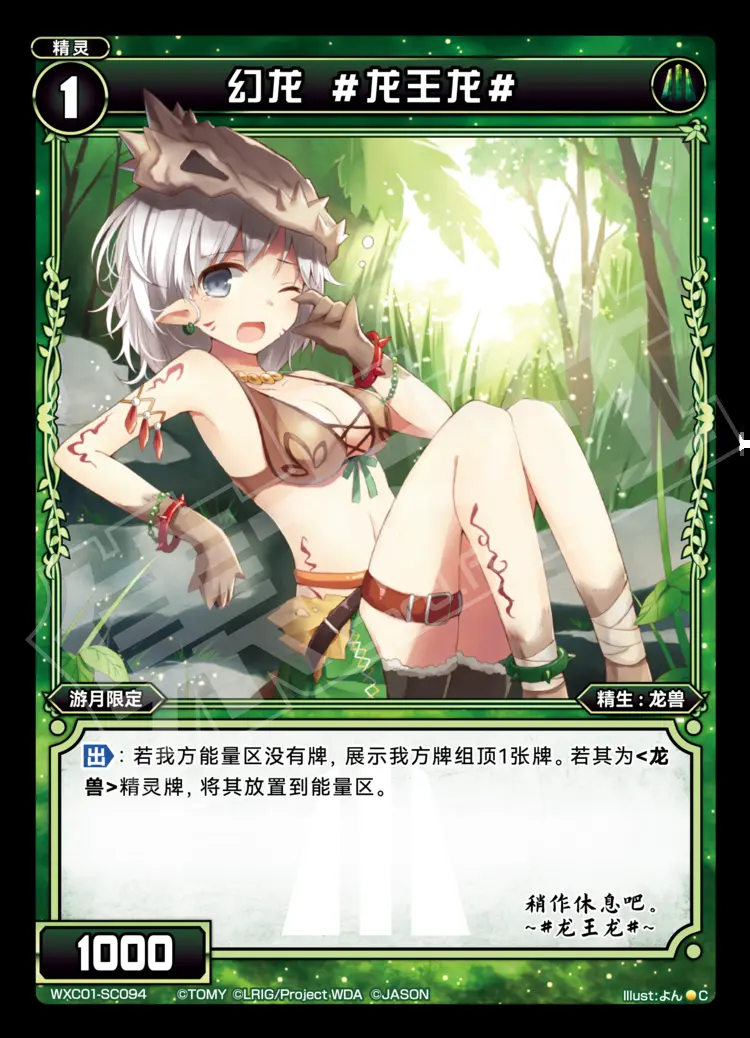 精灵
1
幻龙 #龙王龙#
游月限定
精生：龙兽
出：若我方能量区没有牌，展示我方牌组顶1张牌。若其为<龙
兽>精灵牌，将其放置到能量区。
稍作休息吧。
~#龙王龙#~
1000
WXC01-SC094 ©TOMY ©LRIG/Project WDA ©JASON
Illust:よん C